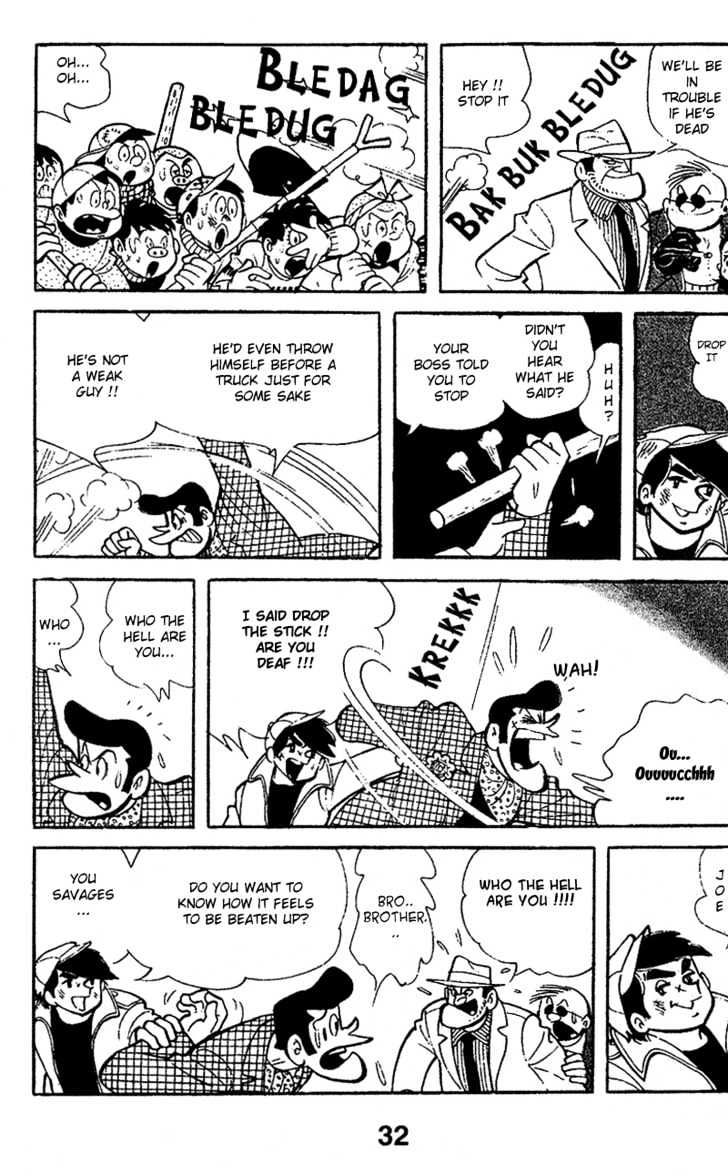 OH...
OH...
BLEDAG
BLEDUG
HEY !!
STOP IT
BAK BUK BLEDUG
WE'LL BE
IN
TROUBLE
IF HE'S
DEAD
HE'S NOT
A WEAK
GUY !!
HE'D EVEN THROW
HIMSELF BEFORE A
TRUCK JUST FOR
SOME SAKE
YOUR
BOSS TOLD
YOU TO
STOP
DIDN'T
YOU
HEAR
WHAT HE
SAID?
HUH?
DROP
IT
WHO
...
WHO THE
HELL ARE
YOU...
I SAID DROP
THE STICK !!
ARE YOU
DEAF !!!
KREKKK
WAH!
OU...
OUUUUCCHHH
....
YOU
SAVAGES
...
DO YOU WANT TO
KNOW HOW IT FEELS
TO BE BEATEN UP?
BRO..
BROTHER.
..
WHO THE HELL
ARE YOU !!!!
JOE
32